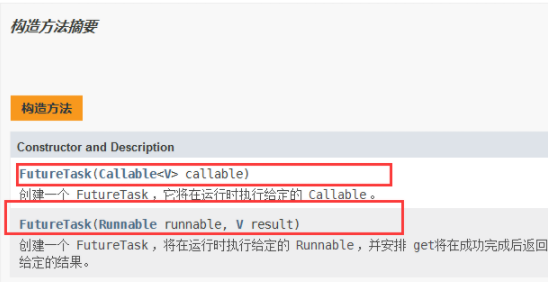 构造方法摘要
构造方法
Constructor and Description
FutureTask(Callable<V> callable)
创建一个 FutureTask，它将在运行时执行给定的 Callable。
FutureTask(Runnable runnable, V result)
创建一个 FutureTask，将在运行时执行给定的 Runnable，并安排 get将在成功完成后返回
给定的结果。